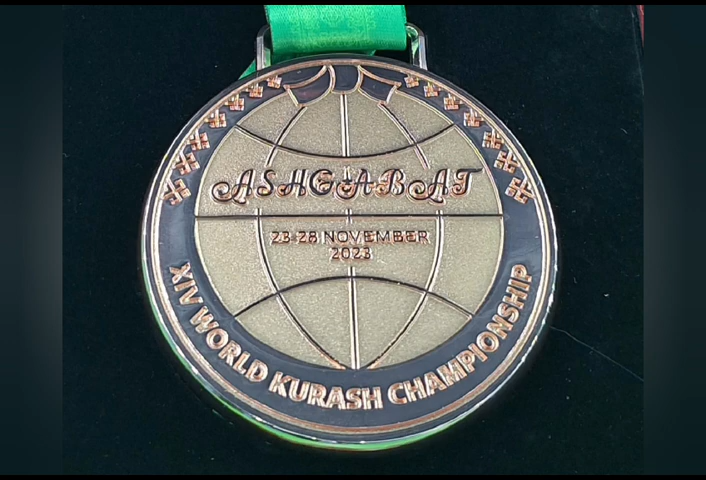 ASHGABAT
23-28 NOVEMBER
2023
XIV WORLD KURASH CHAMPIONSHIP